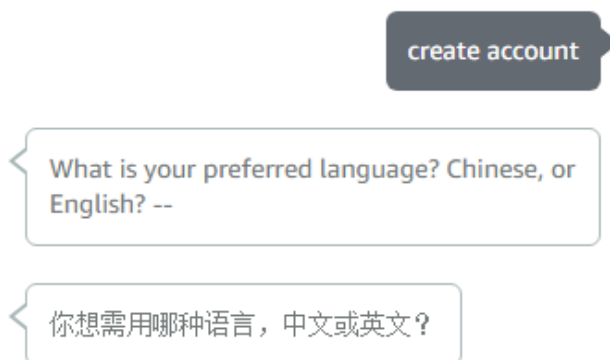 create account
What is your preferred language? Chinese, or
English? --
你想需用哪种语言，中文或英文？